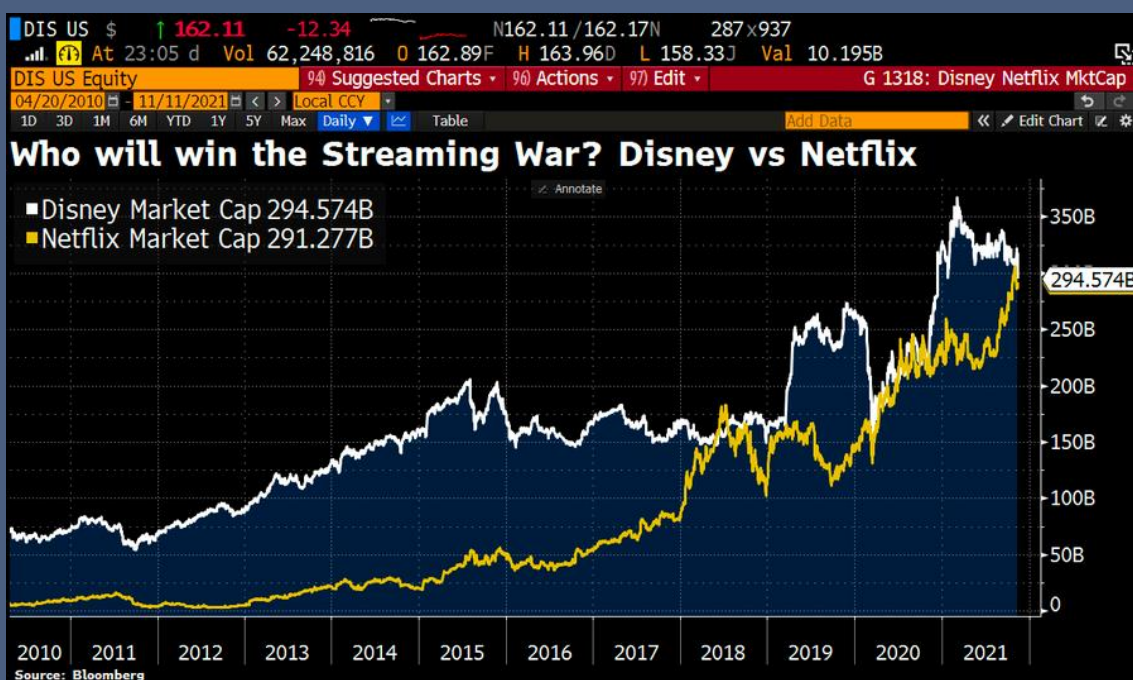 DIS US $ ↑ 162.11 -12.34 N162.11/162.17N 287x937
At 23:05 d Vol 62,248,816 O 162.89F H 163.96D L 158.33J Val 10.195B
DIS US Equity 94) Suggested Charts 96) Actions 97) Edit G 1318: Disney Netflix MktCap
04/20/2010 - 11/11/2021 < > Local CCY
1D 3D 1M 6M YTD 1Y 5Y Max Daily ▼ Table Add Data « Edit Chart
Who will win the Streaming War? Disney vs Netflix
Annotate
Disney Market Cap 294.574B
Netflix Market Cap 291.277B
350B
294.574B
250B
200B
150B
100B
50B
0
2010 2011 2012 2013 2014 2015 2016 2017 2018 2019 2020 2021
Source: Bloomberg